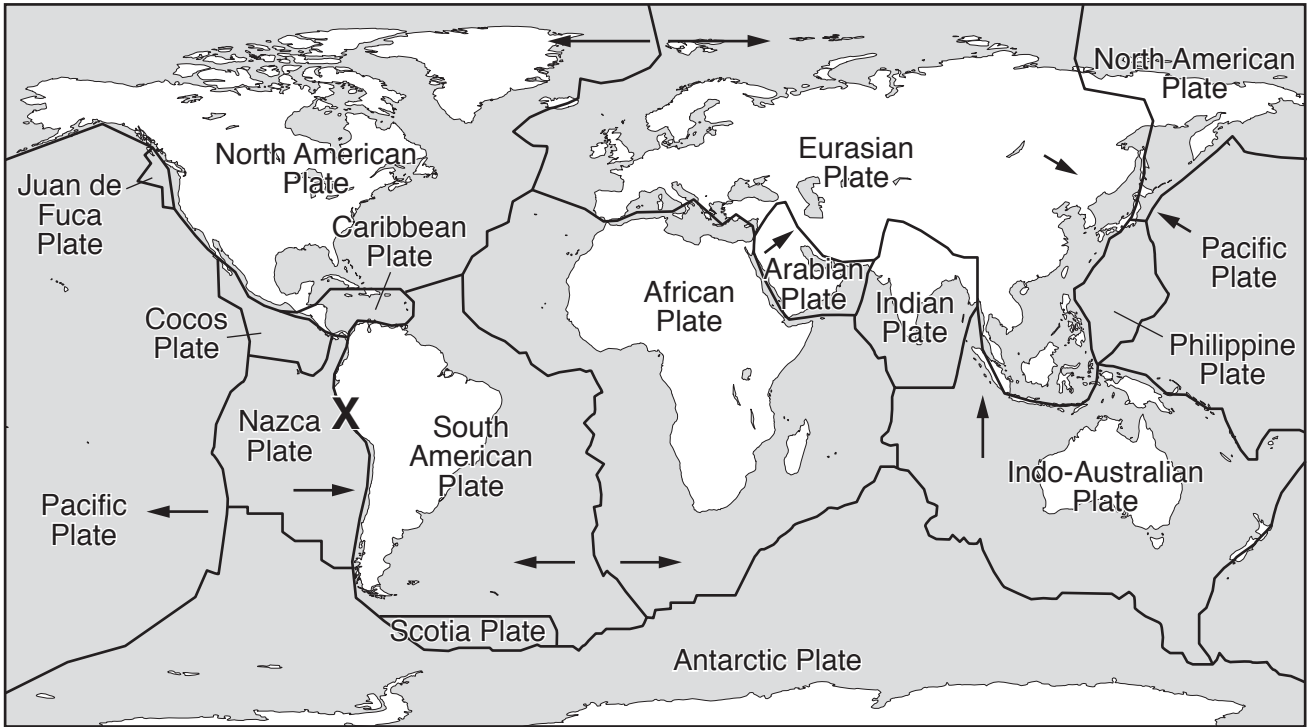 North American
Plate
North American
Plate
Eurasian
Plate
Juan de
Fuca
Plate
Caribbean
Plate
Pacific
Plate
Arabian
Plate
African
Plate
Indian
Plate
Cocos
Plate
Philippine
Plate
X
Nazca
Plate
South
American
Plate
Indo-Australian
Plate
Pacific
Plate
Scotia Plate
Antarctic Plate